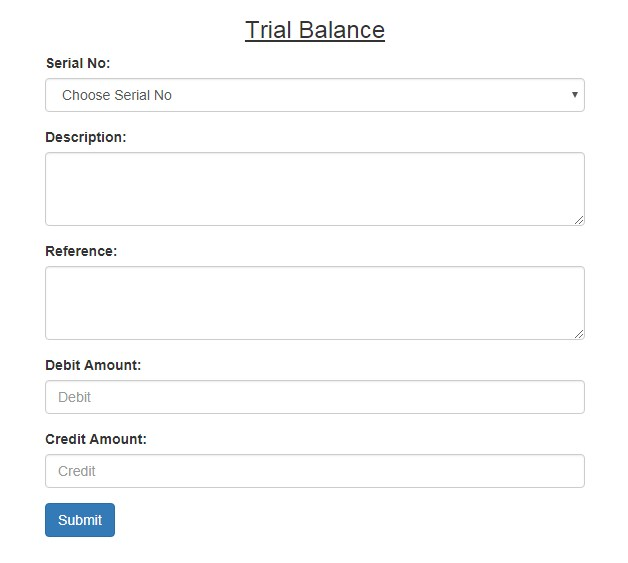 Trial Balance
Serial No:
Choose Serial No
Description:
Reference:
Debit Amount:
Debit
Credit Amount:
Credit
Submit